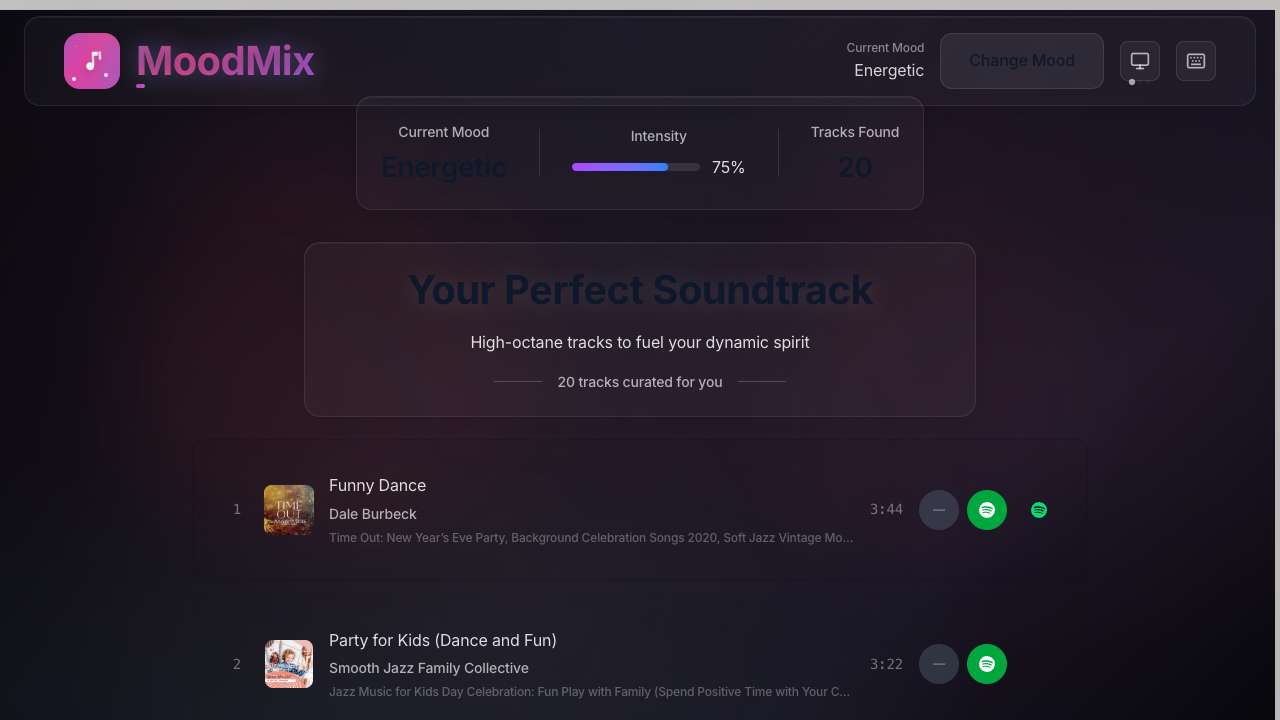 MoodMix
Current Mood
Energetic
Change Mood
Current Mood
Energetic
Intensity
75%
Tracks Found
20
Your Perfect Soundtrack
High-octane tracks to fuel your dynamic spirit
20 tracks curated for you
1
TIME
OUT
Funny Dance
Dale Burbeck
Time Out: New Year's Eve Party, Background Celebration Songs 2020, Soft Jazz Vintage Mo...
3:44
2
Party for Kids (Dance and Fun)
Smooth Jazz Family Collective
Jazz Music for Kids Day Celebration: Fun Play with Family (Spend Positive Time with Your C...
3:22